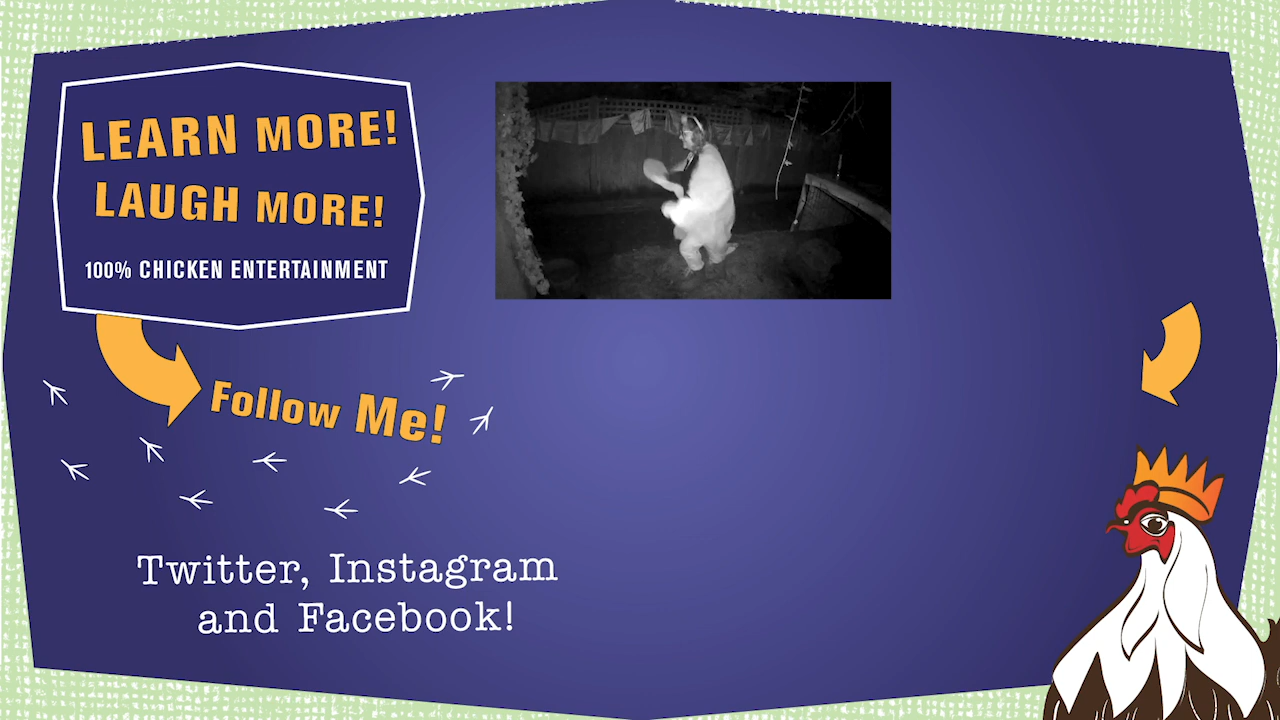 LEARN MORE!
LAUGH MORE!
100% CHICKEN ENTERTAINMENT
Follow Me!
Twitter, Instagram
and Facebook!